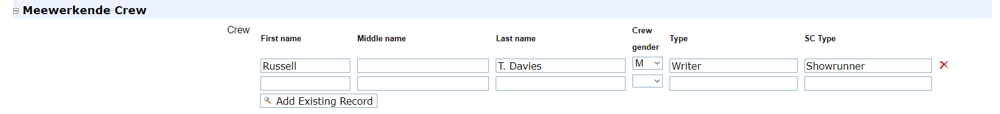 Meewerkende Crew
Crew
First name Middle name Last name Crew gender Type SC Type
Russell T. Davies M Writer Showrunner
Add Existing Record